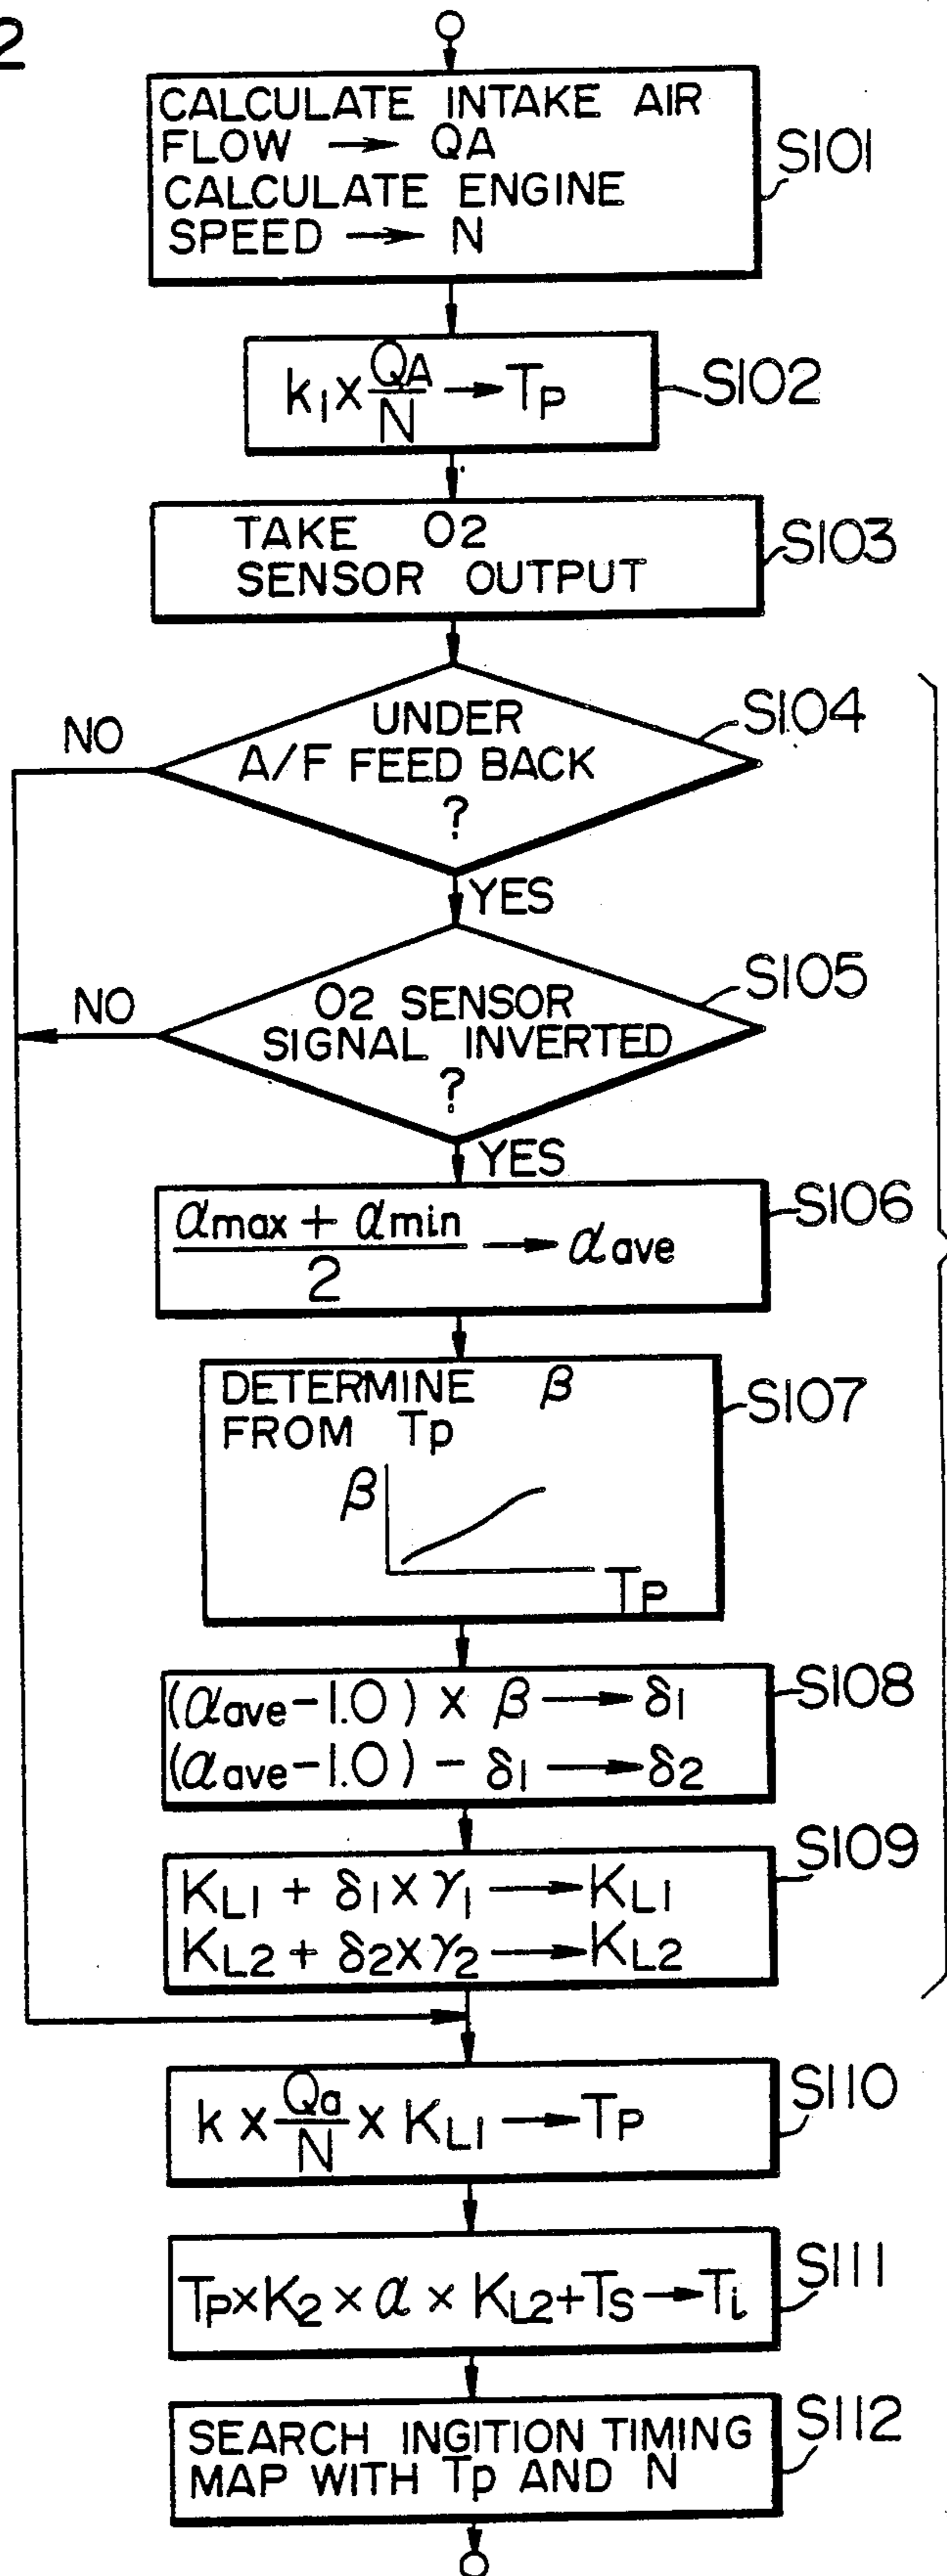 2
CALCULATE INTAKE AIR
FLOW → QA
CALCULATE ENGINE
SPEED → N
S101
k1 × QA/N → TP
S102
TAKE O2
SENSOR OUTPUT
S103
UNDER
A/F FEED BACK
?
S104
NO
YES
O2 SENSOR
SIGNAL INVERTED
?
S105
NO
YES
αmax + αmin / 2 → αave
S106
DETERMINE β
FROM Tp
β
TP
S107
(αave-1.0) × β → δ1
(αave-1.0) - δ1 → δ2
S108
KL1 + δ1 × γ1 → KL1
KL2 + δ2 × γ2 → KL2
S109
k × Qa/N × KL1 → TP
S110
TP × K2 × α × KL2 + TS → Ti
S111
SEARCH INGITION TIMING
MAP WITH Tp AND N
S112